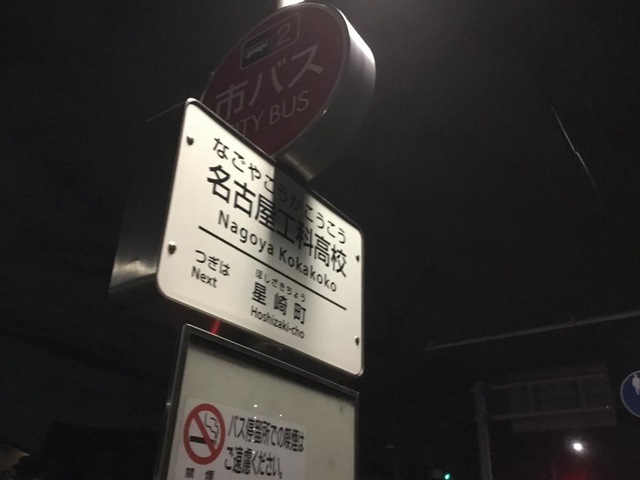 2
市バス
CITY BUS
なごやこうかこうこう
名古屋工科高校
Nagoya Kokakoko
つぎは
Next
ほしざきちょう
星崎町
Hoshizaki-cho
バス停留所での喫煙は
ご遠慮ください。
禁煙